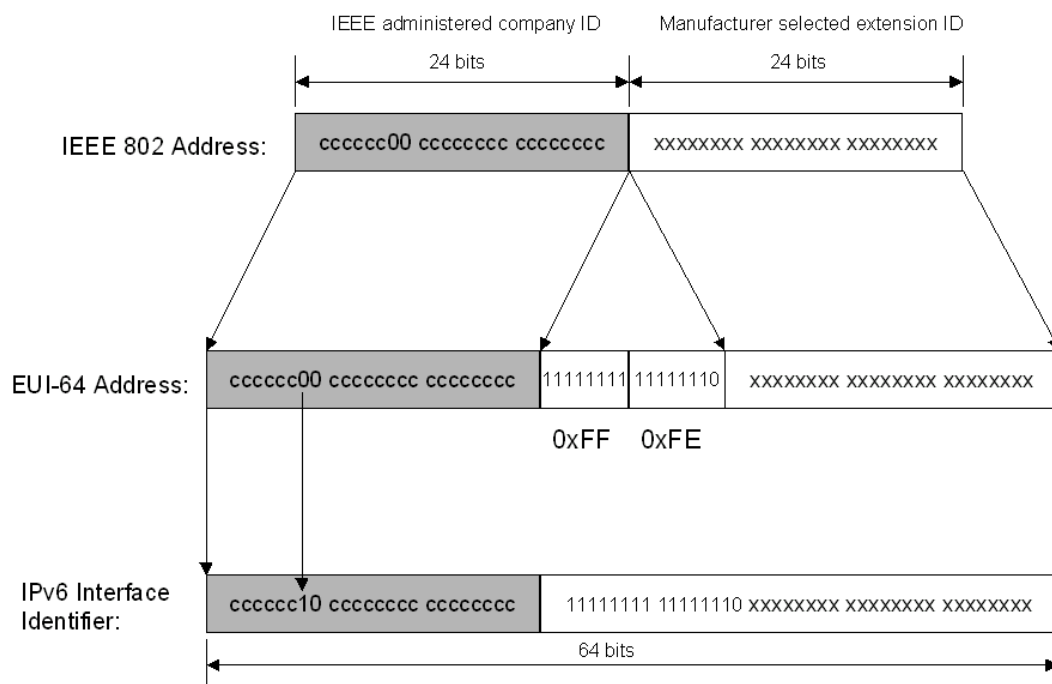 IEEE administered company ID Manufacturer selected extension ID
24 bits 24 bits
IEEE 802 Address: cccccc00 cccccccc cccccccc xxxxxxxx xxxxxxxx xxxxxxxx
EUI-64 Address: cccccc00 cccccccc cccccccc 11111111 11111110 xxxxxxxx xxxxxxxx xxxxxxxx
0xFF 0xFE
IPv6 Interface
Identifier:
cccccc10 cccccccc cccccccc 11111111 11111110 xxxxxxxx xxxxxxxx xxxxxxxx
64 bits